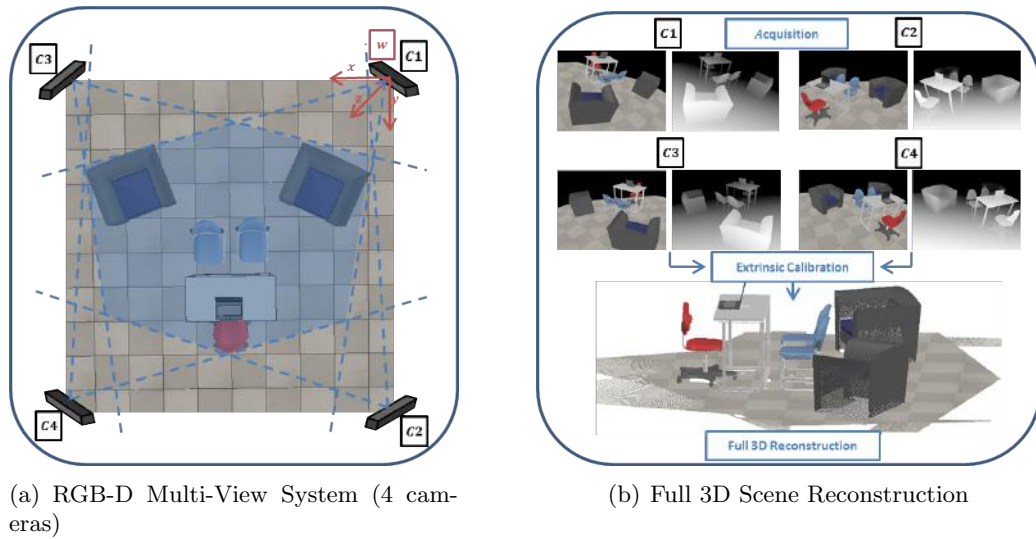 C3
w
C1
x
z
y
C4
C2
C1
Acquisition
C2
C3
C4
Extrinsic Calibration
Full 3D Reconstruction
(a) RGB-D Multi-View System (4 cam-
eras)
(b) Full 3D Scene Reconstruction